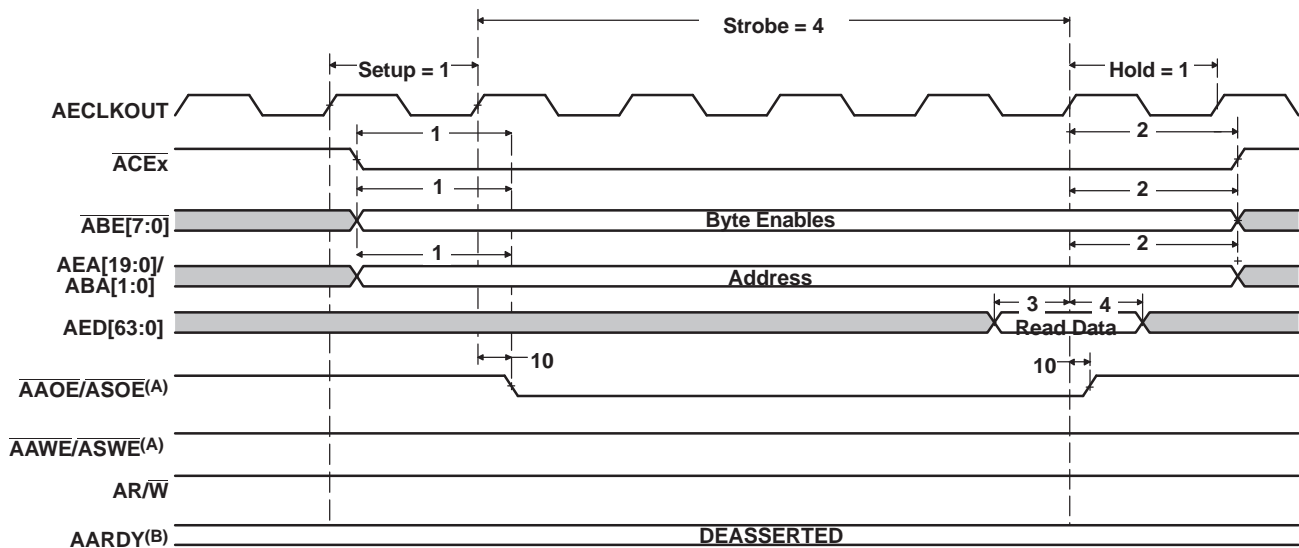 Strobe = 4
Setup = 1
Hold = 1
AECLKOUT
1
2
ACEx
1
2
ABE[7:0]
Byte Enables
1
2
AEA[19:0]/
ABA[1:0]
Address
3
4
AED[63:0]
Read Data
10
10
AAOE/ASOE(A)
AAWE/ASWE(A)
AR/W
AARDY(B)
DEASSERTED